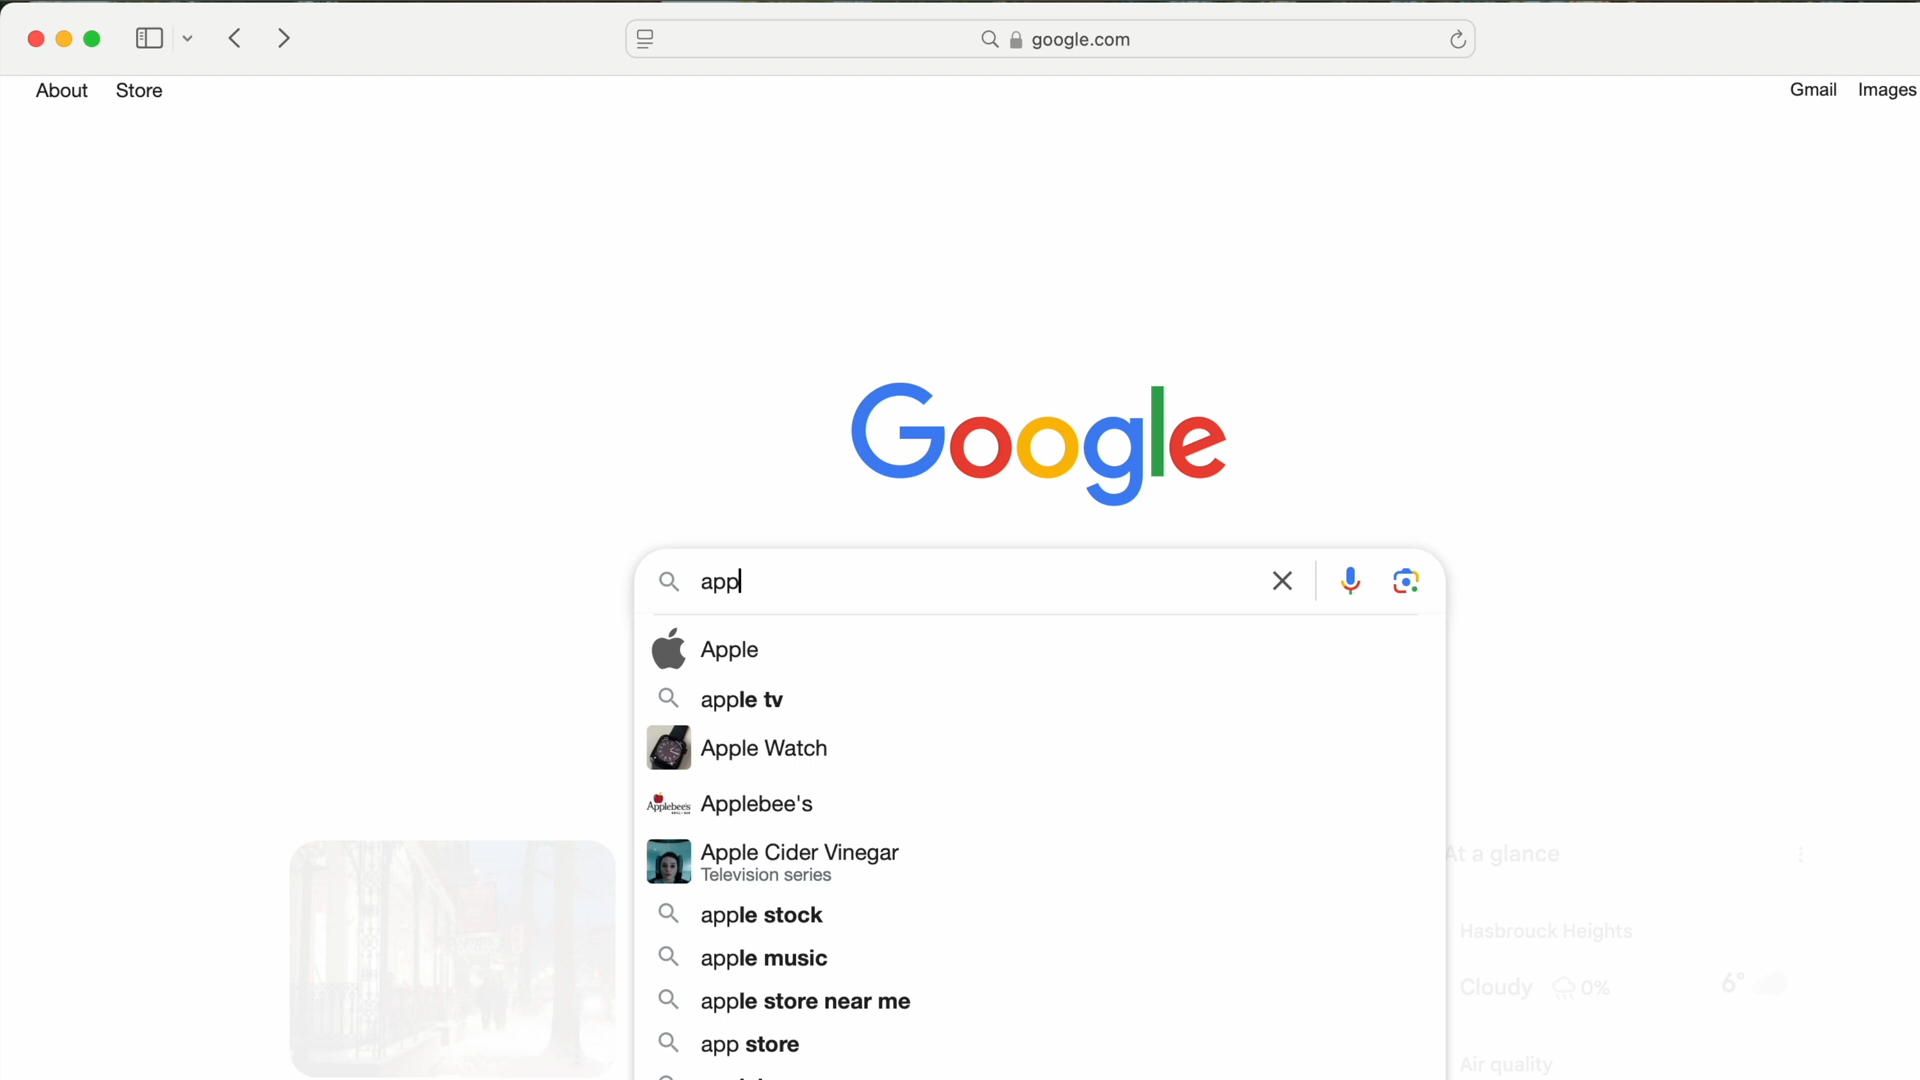 google.com
About Store
Gmail Images
Google
app
Apple
apple tv
Apple Watch
Applebee's
Applebee's
Apple Cider Vinegar
Television series
At a glance
apple stock
Hasbrouck Heights
apple music
Cloudy 0% 6°
apple store near me
app store
Air quality